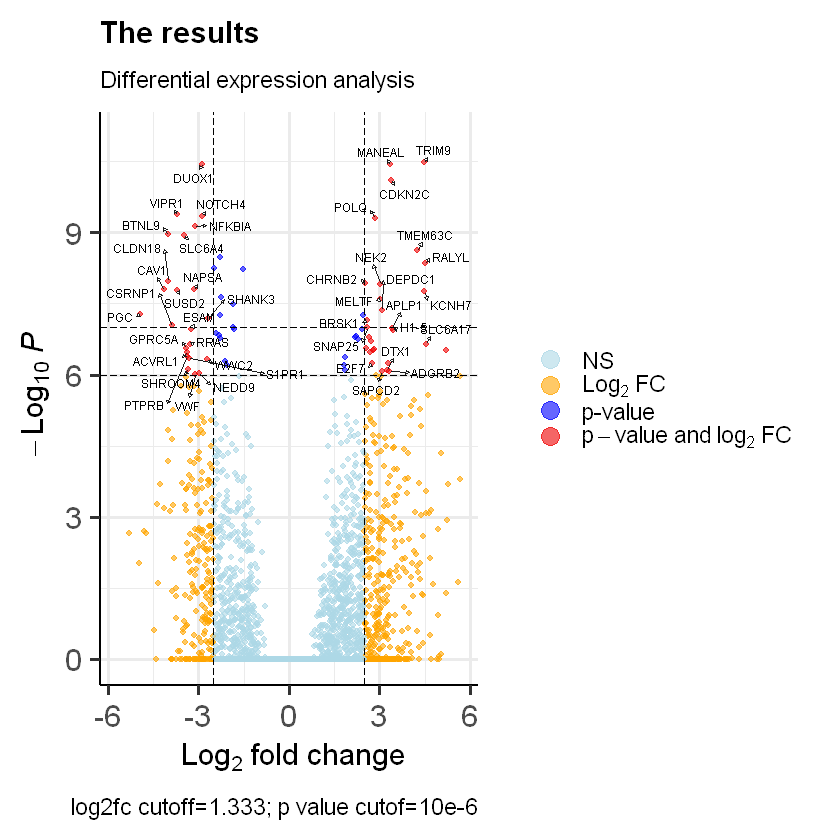 The results
Differential expression analysis
MANEAL TRIM9
DUOX1
CDKN2C
VIPR1 NOTCH4
POLQ
BTNL9 NFKBIA
TMEM63C
CLDN18 SLC6A4
NEK2 RALYL
CAV1
NAPSA CHRNB2 DEPDC1
CSRNP1
SUSD2 SHANK3 MELTF APLP1 KCNH7
PGC ESAM
BRSK1 H1-5 SLC6A17
GPRC5A RRAS
SNAP25 DTX1
ACVRL1 WWC2
S1PR1 E2F7 ADGRB2
SHROOM4 NEDD9 SAPCD2
PTPRB VWF
9
6
3
0
−Log10 P
-6 -3 0 3 6
Log2 fold change
NS
Log2 FC
p-value
p − value and log2 FC
log2fc cutoff=1.333; p value cutof=10e-6